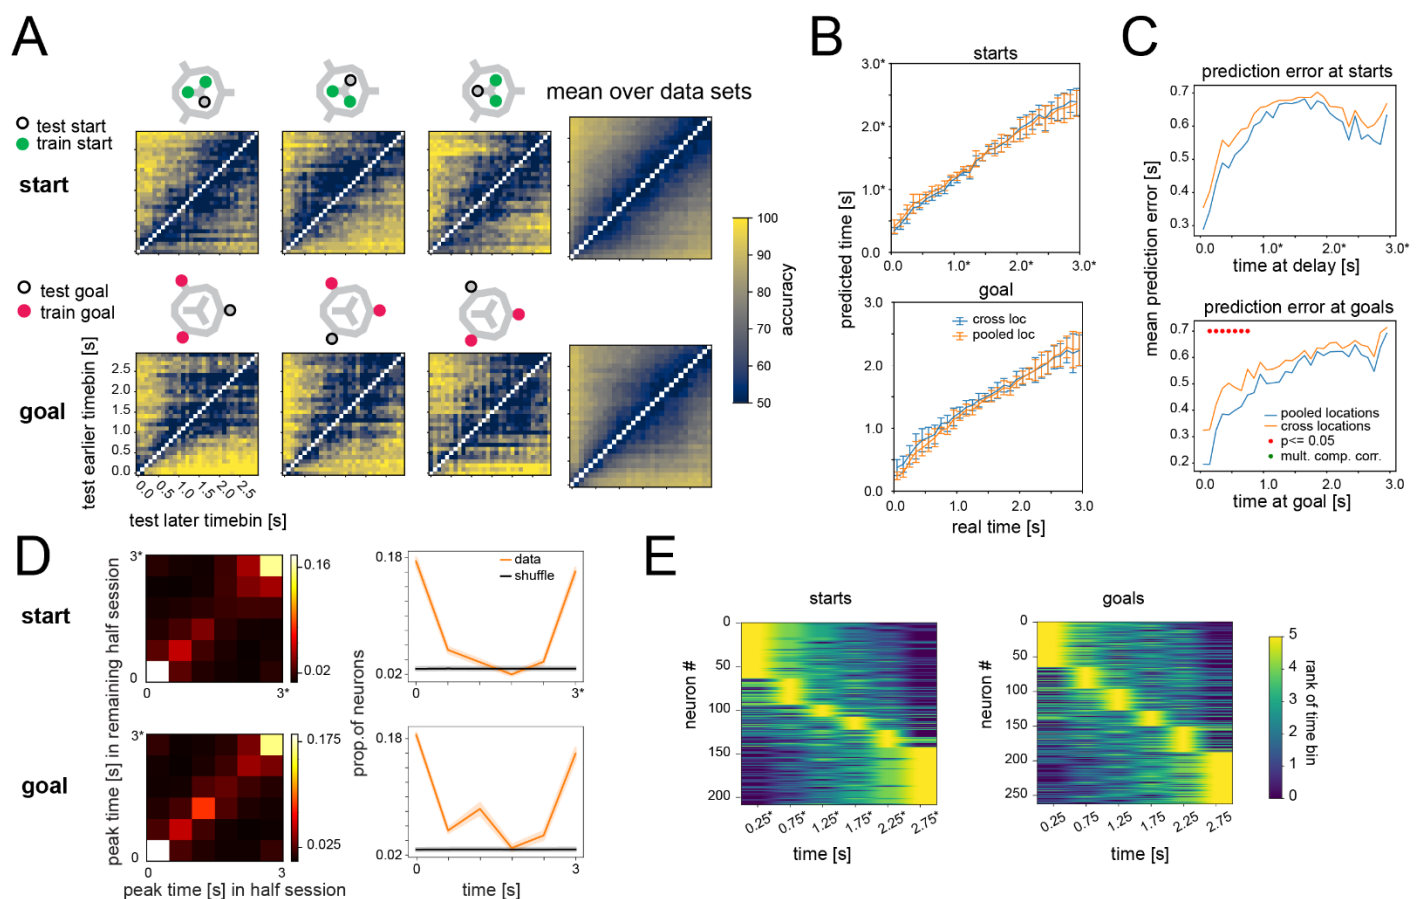 A
test start
train start
start
mean over data sets
test goal
train goal
goal
test earlier timebin [s]
2.5
2.0
1.5
1.0
0.5
0.0
0.0
0.5
1.0
1.5
2.0
2.5
test later timebin [s]
100
90
80
70
60
50
accuracy
B
starts
3.0*
2.0*
1.0*
0.0
0.0
1.0*
2.0*
3.0*
goal
cross loc
pooled loc
3.0
2.0
1.0
0.0
0.0
1.0
2.0
3.0
predicted time [s]
real time [s]
C
prediction error at starts
0.7
0.6
0.5
0.4
0.3
0.0
1.0*
2.0*
3.0*
time at delay [s]
mean prediction error [s]
prediction error at goals
0.7
0.6
0.5
0.4
0.3
0.2
pooled locations
cross locations
p<= 0.05
mult. comp. corr.
0.0
1.0
2.0
3.0
time at goal [s]
D
start
3*
0
3*
0.16
0.02
goal
3*
0
0
3
0.175
0.025
peak time [s] in remaining half session
peak time [s] in half session
data
shuffle
0.18
0.02
0
3*
0.18
0.02
0
3
prop.of neurons
time [s]
E
starts
neuron #
0
50
100
150
200
0.25*
0.75*
1.25*
1.75*
2.25*
2.75*
time [s]
goals
neuron #
0
50
100
150
200
250
0.25
0.75
1.25
1.75
2.25
2.75
time [s]
5
4
3
2
1
0
rank of time bin